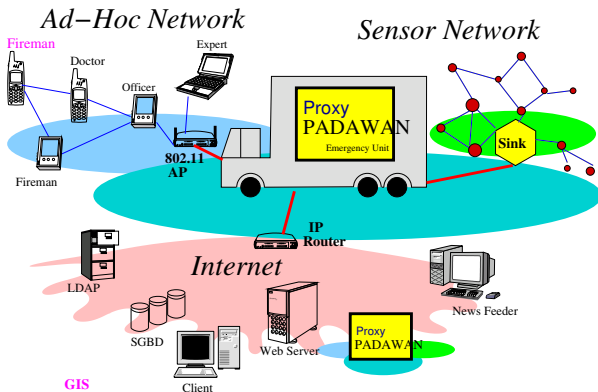 Ad-Hoc Network
Sensor Network
Fireman
Doctor
Officer
Expert
Fireman
802.11
AP
Proxy
PADAWAN
Emergency Unit
Sink
IP
Router
Internet
LDAP
SGBD
Client
Web Server
News Feeder
Proxy
PADAWAN
GIS